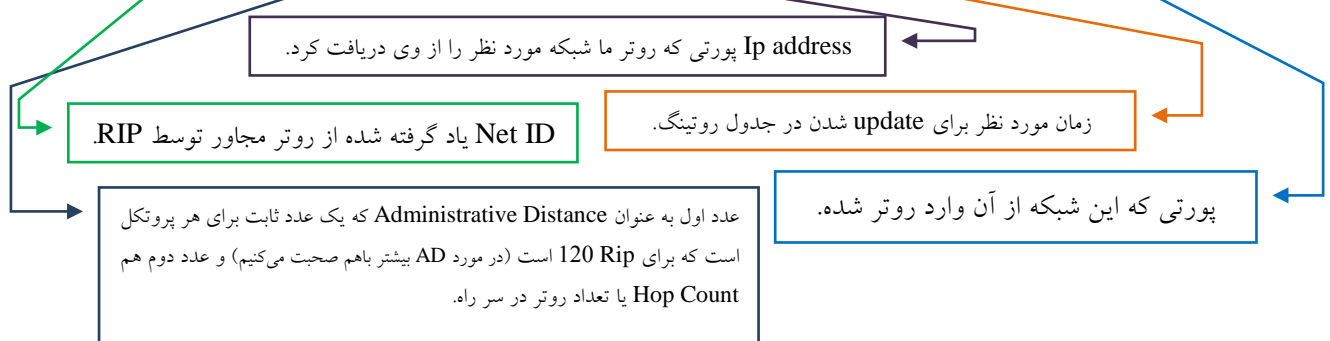 Ip address پورتی که روتر ما شبکه مورد نظر را از وی دریافت کرد.
زمان مورد نظر برای update شدن در جدول روتینگ.
Net ID یاد گرفته شده از روتر مجاور توسط RIP.
پورتی که این شبکه از آن وارد روتر شده.
عدد اول به عنوان Administrative Distance که یک عدد ثابت برای هر پروتکل
است که برای Rip 120 است (در مورد AD بیشتر باهم صحبت می‌کنیم) و عدد دوم هم
Hop Count یا تعداد روتر در سر راه.